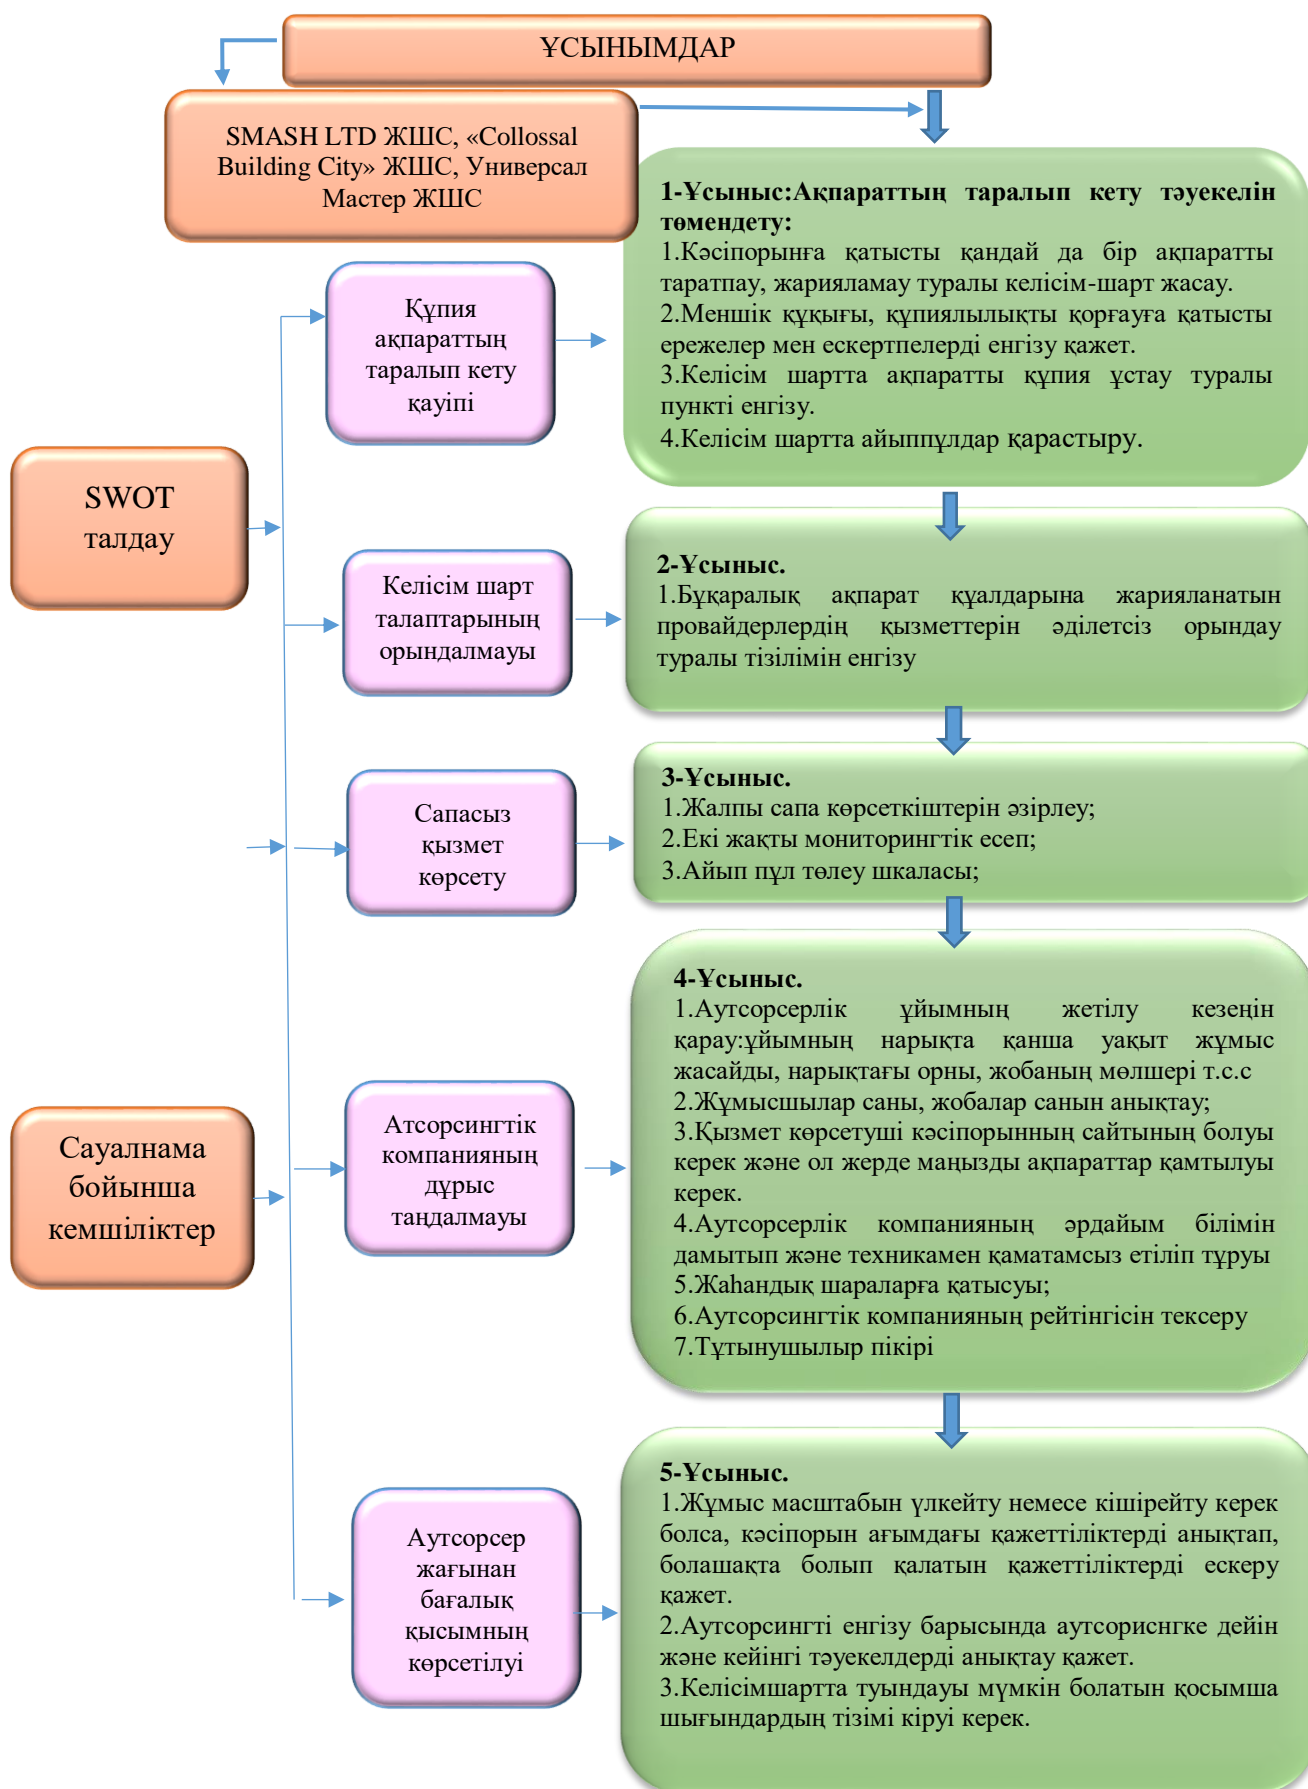 ҰСЫНЫМДАР
SMASH LTD ЖШС, «Collossal
Building City» ЖШС, Универсал
Мастер ЖШС
1-Ұсыныс:Ақпараттың таралып кету тәуекелін
төмендету:
1.Кәсіпорынға қатысты қандай да бір ақпаратты
таратпау, жарияламау туралы келісім-шарт жасау.
2.Меншік құқығы, құпиялылықты қорғауға қатысты
ережелер мен ескертпелерді енгізу қажет.
3.Келісім шартта ақпаратты құпия ұстау туралы
пункті енгізу.
4.Келісім шартта айыппұлдар қарастыру.
Құпия
ақпараттың
таралып кету
қауіпі
SWOT
талдау
Келісім шарт
талаптарының
орындалмауы
2-Ұсыныс.
1.Бұқаралық ақпарат құалдарына жарияланатын
провайдерлердің қызметтерін әділетсіз орындау
туралы тізілімін енгізу
Сапасыз
қызмет
көрсету
3-Ұсыныс.
1.Жалпы сапа көрсеткіштерін әзірлеу;
2.Екі жақты мониторингтік есеп;
3.Айып пұл төлеу шкаласы;
Сауалнама
бойынша
кемшіліктер
Атсорсингтік
компанияның
дұрыс
таңдалмауы
4-Ұсыныс.
1.Аутсорсерлік ұйымның жетілу кезеңін
қарау:ұйымның нарықта қанша уақыт жұмыс
жасайды, нарықтағы орны, жобаның мөлшері т.с.с
2.Жұмысшылар саны, жобалар санын анықтау;
3.Қызмет көрсетуші кәсіпорынның сайтының болуы
керек және ол жерде маңызды ақпараттар қамтылуы
керек.
4.Аутсорсерлік компанияның әрдайым білімін
дамытып және техникамен қаматамсыз етіліп тұруы
5.Жаһандық шараларға қатысуы;
6.Аутсорсингтік компанияның рейтінгісін тексеру
7.Тұтынушылыр пікірі
Аутсорсер
жағынан
бағалық
қысымның
көрсетілуі
5-Ұсыныс.
1.Жұмыс масштабын үлкейту немесе кішірейту керек
болса, кәсіпорын ағымдағы қажеттіліктерді анықтап,
болашақта болып қалатын қажеттіліктерді ескеру
қажет.
2.Аутсорсингті енгізу барысында аутсориснгке дейін
және кейінгі тәуекелдерді анықтау қажет.
3.Келісімшартта туындауы мүмкін болатын қосымша
шығындардың тізімі кіруі керек.